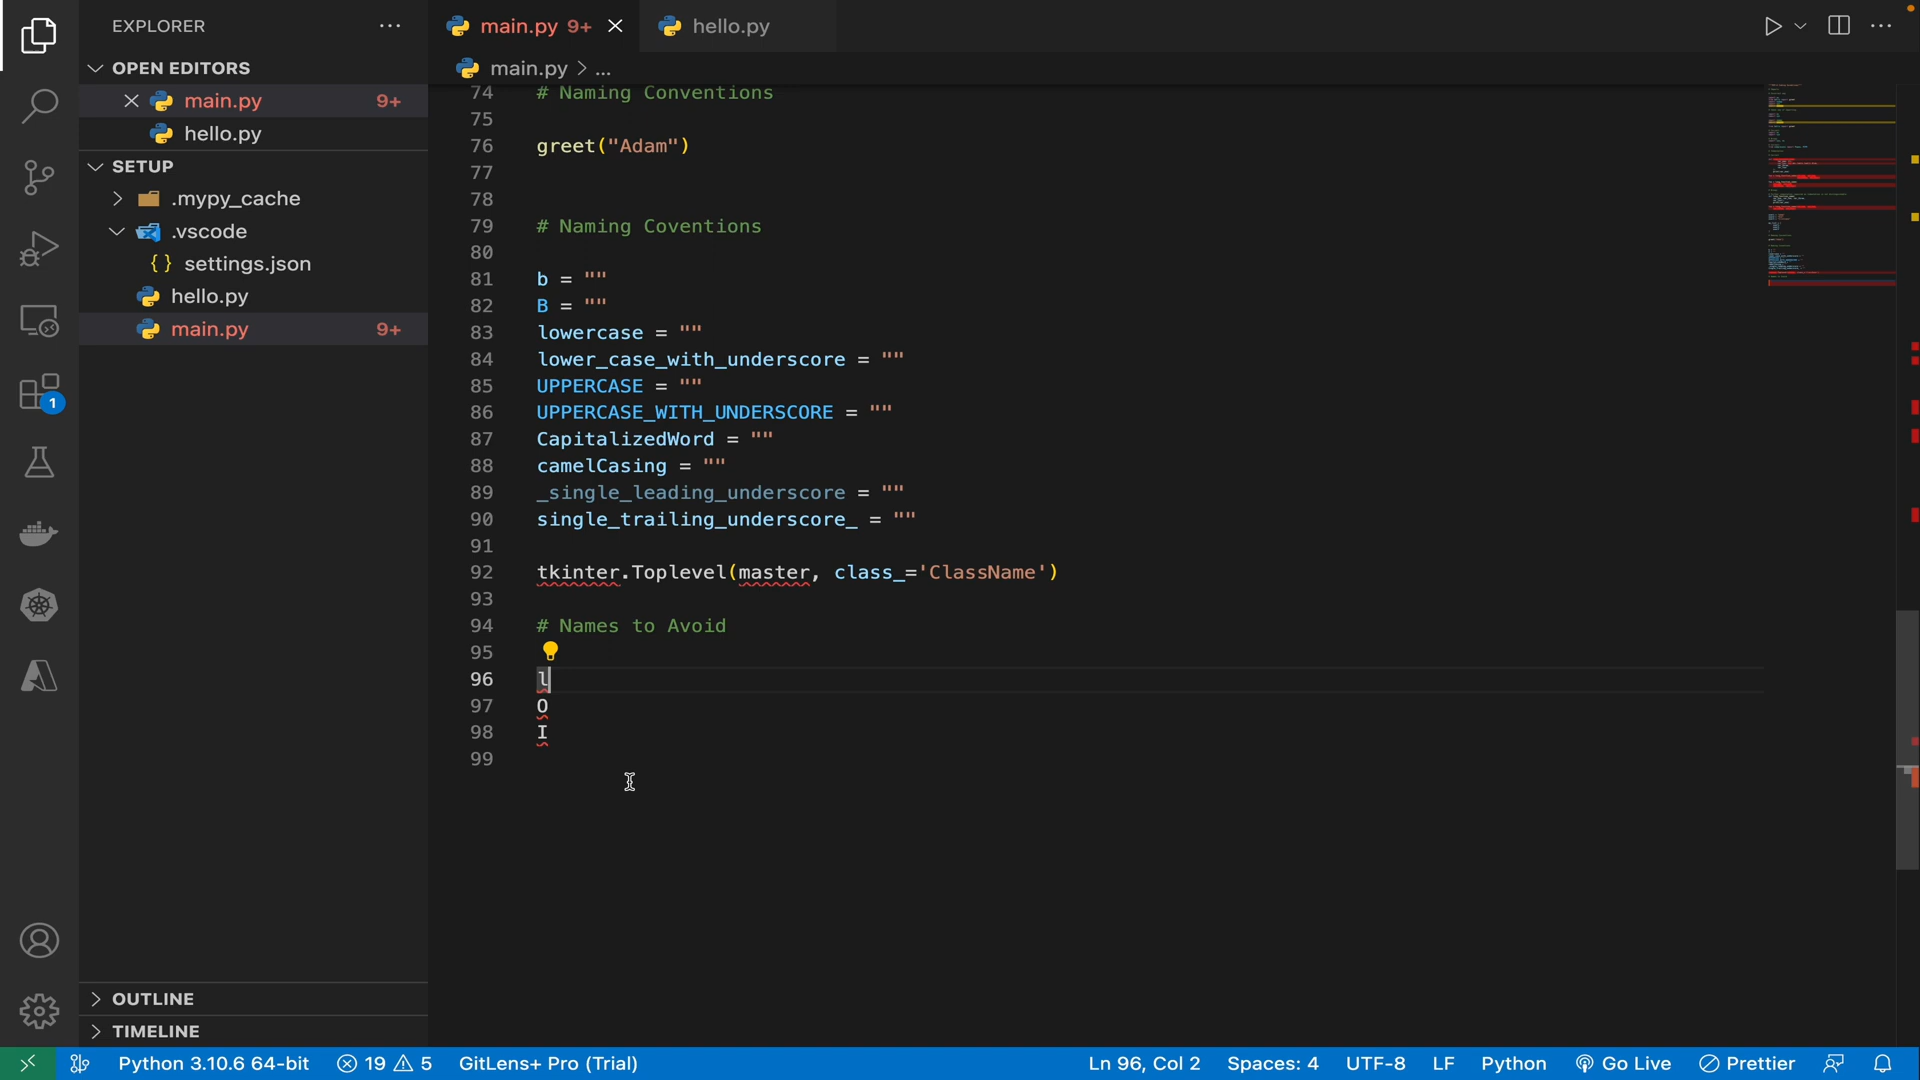 EXPLORER
main.py 9+
hello.py
OPEN EDITORS
main.py 9+
hello.py
SETUP
.mypy_cache
.vscode
{} settings.json
hello.py
main.py 9+
1
OUTLINE
TIMELINE
main.py > ...
74 # Naming Conventions
75
76 greet("Adam")
77
78
79 # Naming Coventions
80
81 b = ""
82 B = ""
83 lowercase = ""
84 lower_case_with_underscore = ""
85 UPPERCASE = ""
86 UPPERCASE_WITH_UNDERSCORE = ""
87 CapitalizedWord = ""
88 camelCasing = ""
89 _single_leading_underscore = ""
90 single_trailing_underscore_ = ""
91
92 tkinter.Toplevel(master, class_='ClassName')
93
94 # Names to Avoid
95
96 l
97 O
98 I
99
Python 3.10.6 64-bit 19 5 GitLens+ Pro (Trial) Ln 96, Col 2 Spaces: 4 UTF-8 LF Python Go Live Prettier